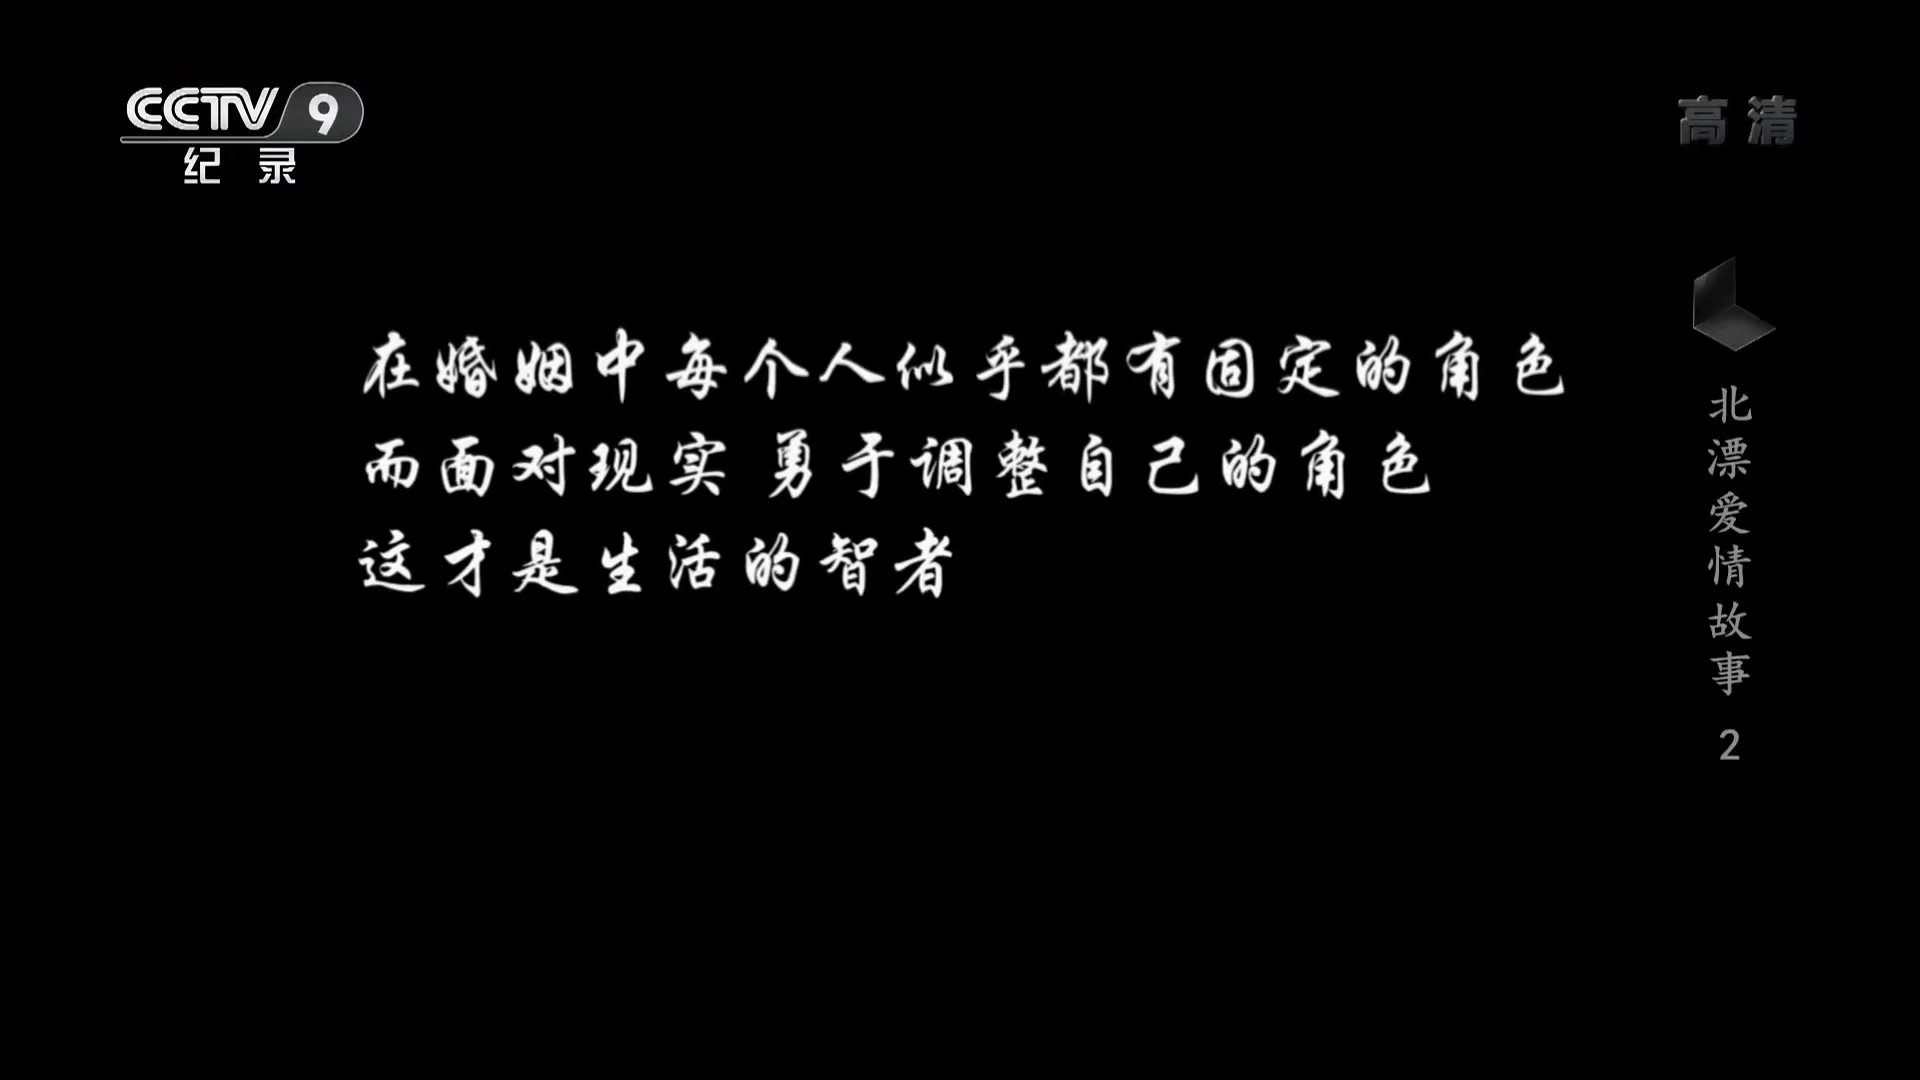 CCTV 9
纪录
高清
在婚姻中每个人似乎都有固定的角色
而面对现实 勇于调整自己的角色
这才是生活的智者
北漂爱情故事 2